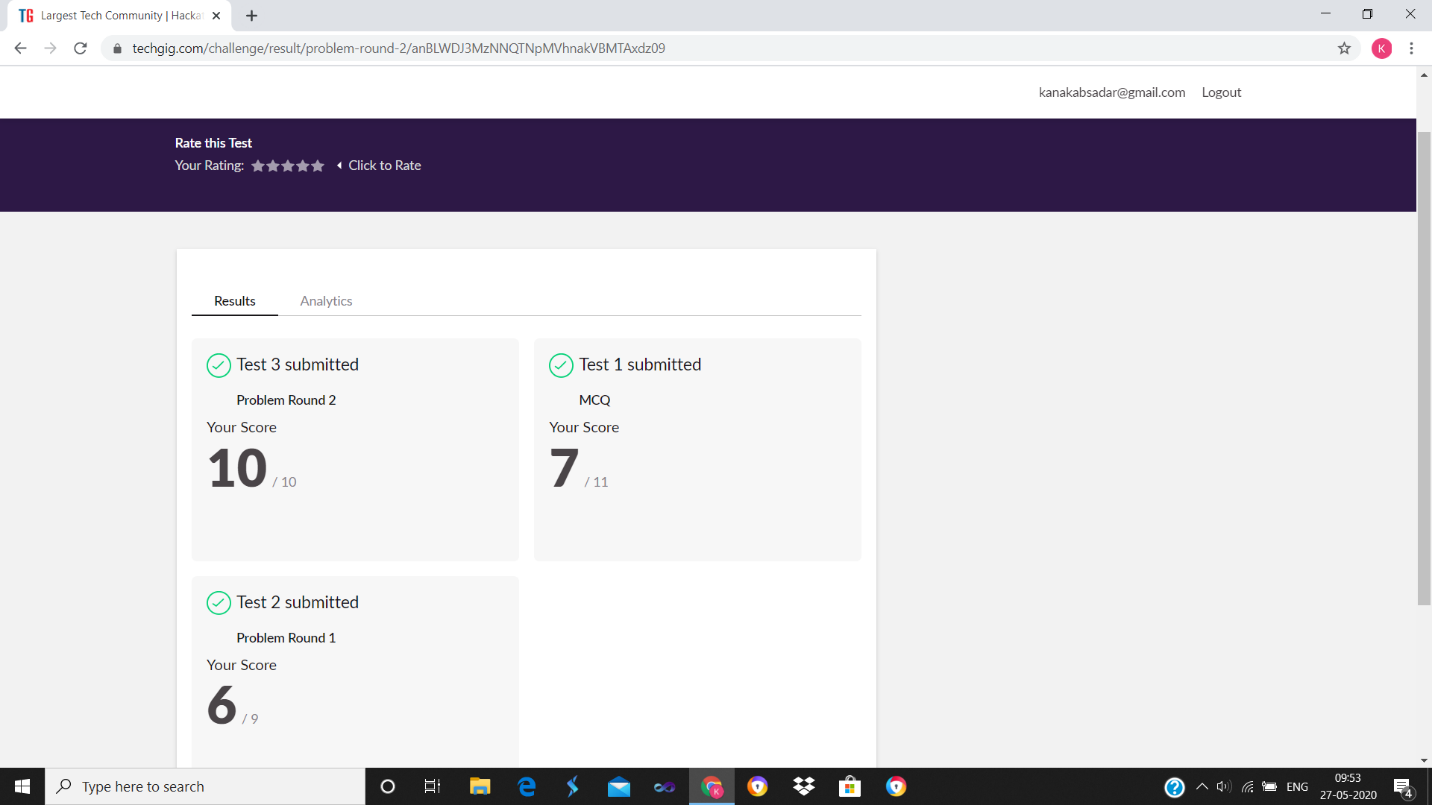 TG Largest Tech Community | Hacka
techgig.com/challenge/result/problem-round-2/anBLWDJ3MzNNQTNpMVhnakVBMTAxdz09
K
kanakabsadar@gmail.com Logout
Rate this Test
Your Rating: Click to Rate
Results Analytics
Test 3 submitted
Problem Round 2
Your Score
10 / 10
Test 1 submitted
MCQ
Your Score
7 / 11
Test 2 submitted
Problem Round 1
Your Score
6 / 9
Type here to search
K
ENG
09:53
27-05-2020
4